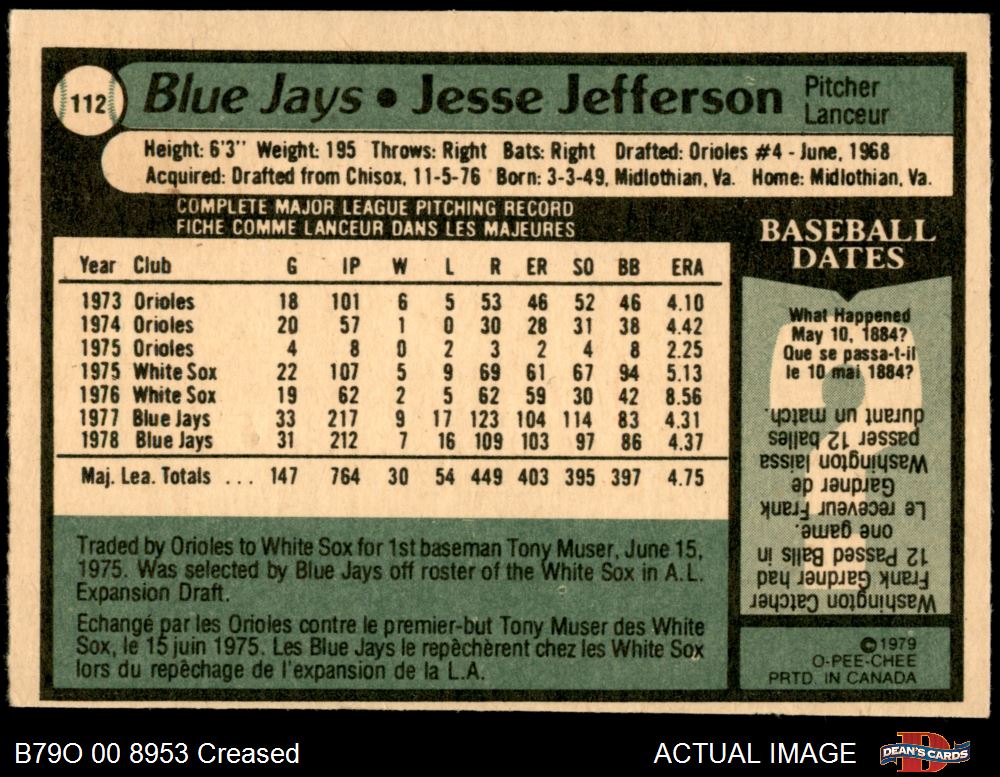 112 Blue Jays • Jesse Jefferson Pitcher
Lanceur
Height: 6'3'' Weight: 195 Throws: Right Bats: Right Drafted: Orioles #4 - June, 1968
Acquired: Drafted from Chisox, 11-5-76 Born: 3-3-49, Midlothian, Va. Home: Midlothian, Va.
COMPLETE MAJOR LEAGUE PITCHING RECORD
FICHE COMME LANCEUR DANS LES MAJEURES
Year Club G IP W L R ER SO BB ERA
1973 Orioles 18 101 6 5 53 46 52 46 4.10
1974 Orioles 20 57 1 0 30 28 31 38 4.42
1975 Orioles 4 8 0 2 3 2 4 8 2.25
1975 White Sox 22 107 5 9 69 61 67 94 5.13
1976 White Sox 19 62 2 5 62 59 30 42 8.56
1977 Blue Jays 33 217 9 17 123 104 114 83 4.31
1978 Blue Jays 31 212 7 16 109 103 97 86 4.37
Maj. Lea. Totals ... 147 764 30 54 449 403 395 397 4.75
Traded by Orioles to White Sox for 1st baseman Tony Muser, June 15,
1975. Was selected by Blue Jays off roster of the White Sox in A.L.
Expansion Draft.
Echangé par les Orioles contre le premier-but Tony Muser des White
Sox, le 15 juin 1975. Les Blue Jays le repêchèrent chez les White Sox
lors du repêchage de l'expansion de la L.A.
BASEBALL
DATES
What Happened
May 10, 1884?
Que se passa-t-il
le 10 mai 1884?
Washington Catcher
Frank Gardner had
12 Passed Balls in
one game.
Le receveur Frank
Gardner de
Washington laissa
passer 12 balles
durant un match.
©1979
O-PEE-CHEE
PRTD. IN CANADA
B79O 00 8953 Creased
ACTUAL IMAGE
DEAN'S CARDS